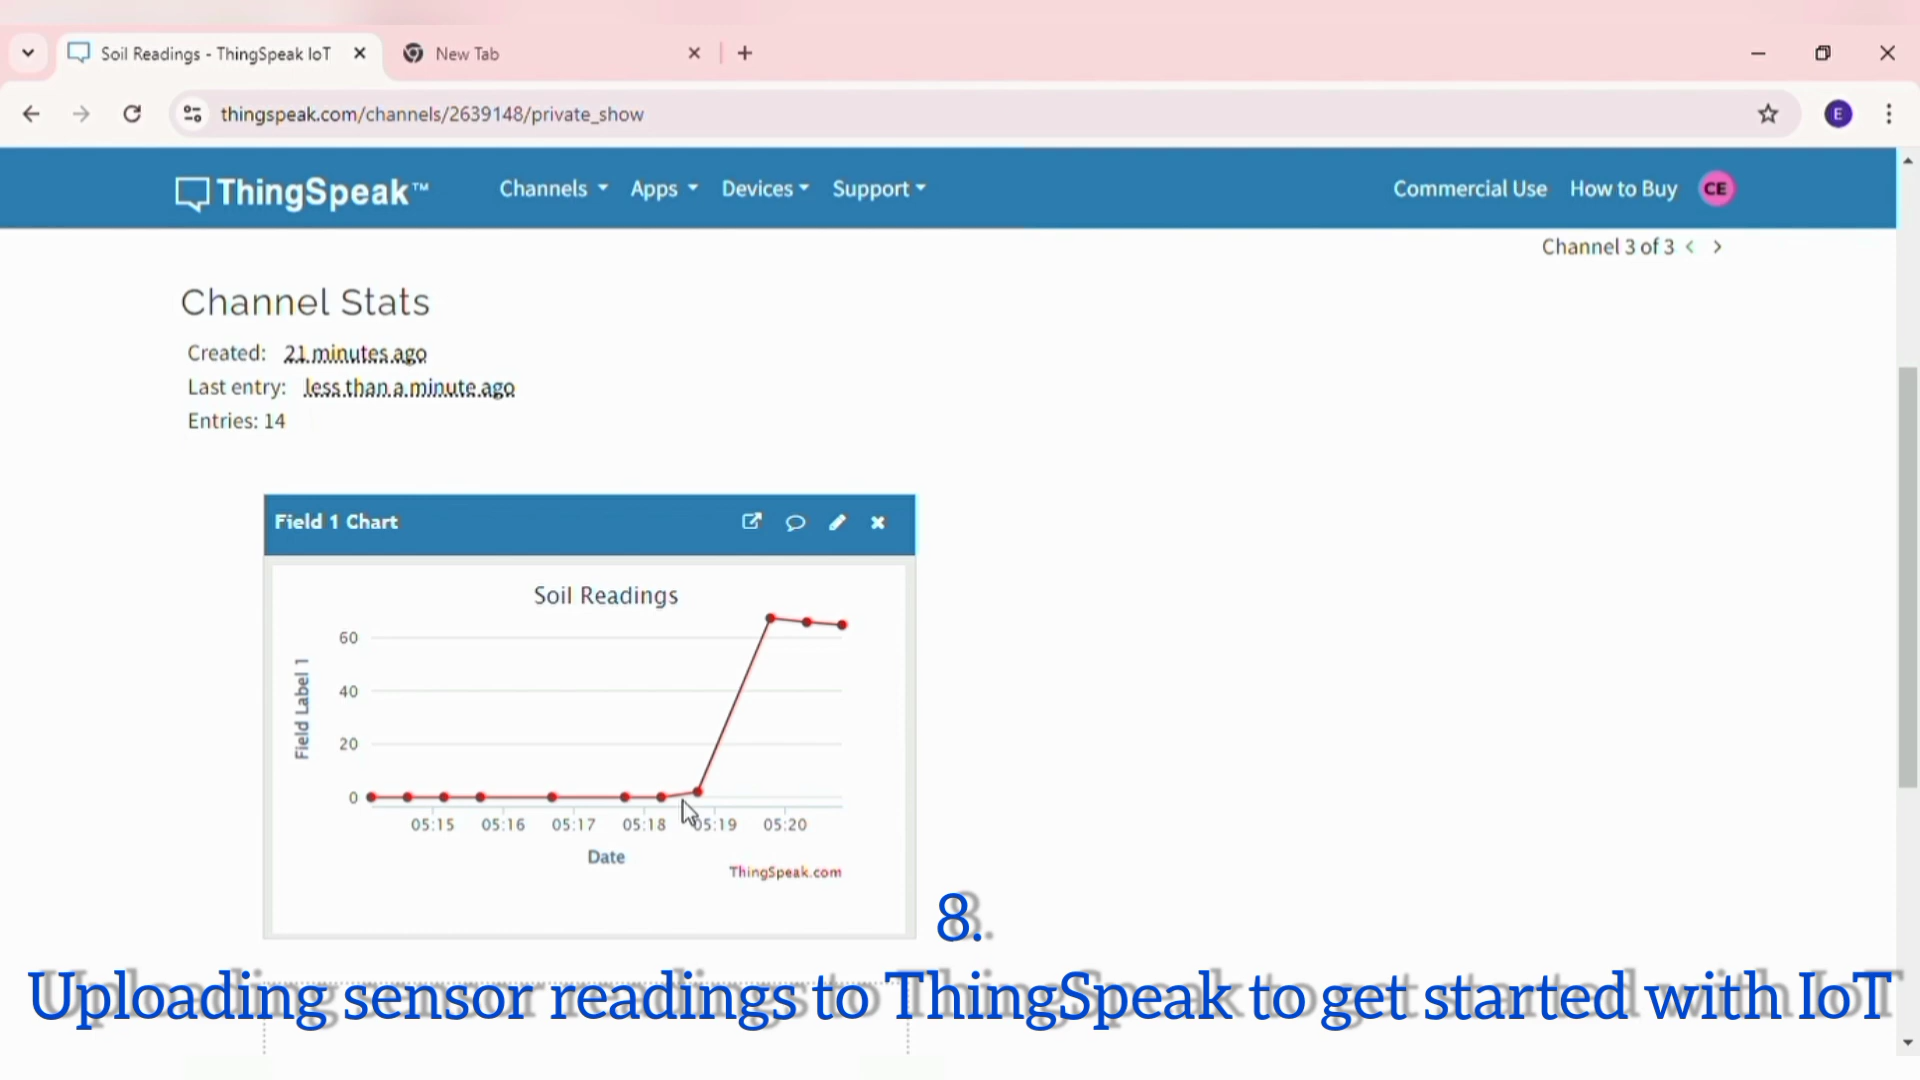 Soil Readings - ThingSpeak IoT
New Tab
thingspeak.com/channels/2639148/private_show
E
ThingSpeak™
Channels
Apps
Devices
Support
Commercial Use
How to Buy
CE
Channel 3 of 3
Channel Stats
Created: 21 minutes ago
Last entry: less than a minute ago
Entries: 14
Field 1 Chart
Soil Readings
60
40
20
0
Field Label 1
05:15 05:16 05:17 05:18 05:19 05:20
Date
ThingSpeak.com
8.
Uploading sensor readings to ThingSpeak to get started with IoT